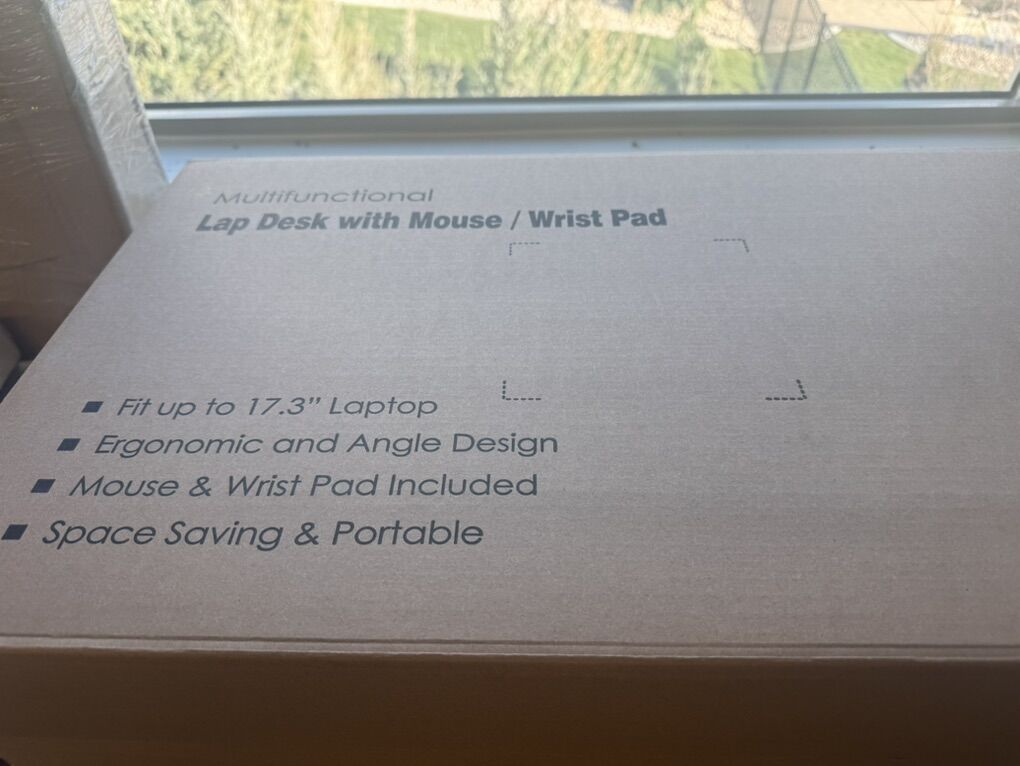 Multifunctional
Lap Desk with Mouse / Wrist Pad
Fit up to 17.3” Laptop
Ergonomic and Angle Design
Mouse & Wrist Pad Included
Space Saving & Portable